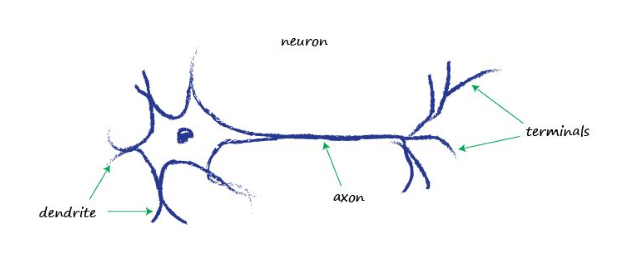 neuron
terminals
axon
dendrite